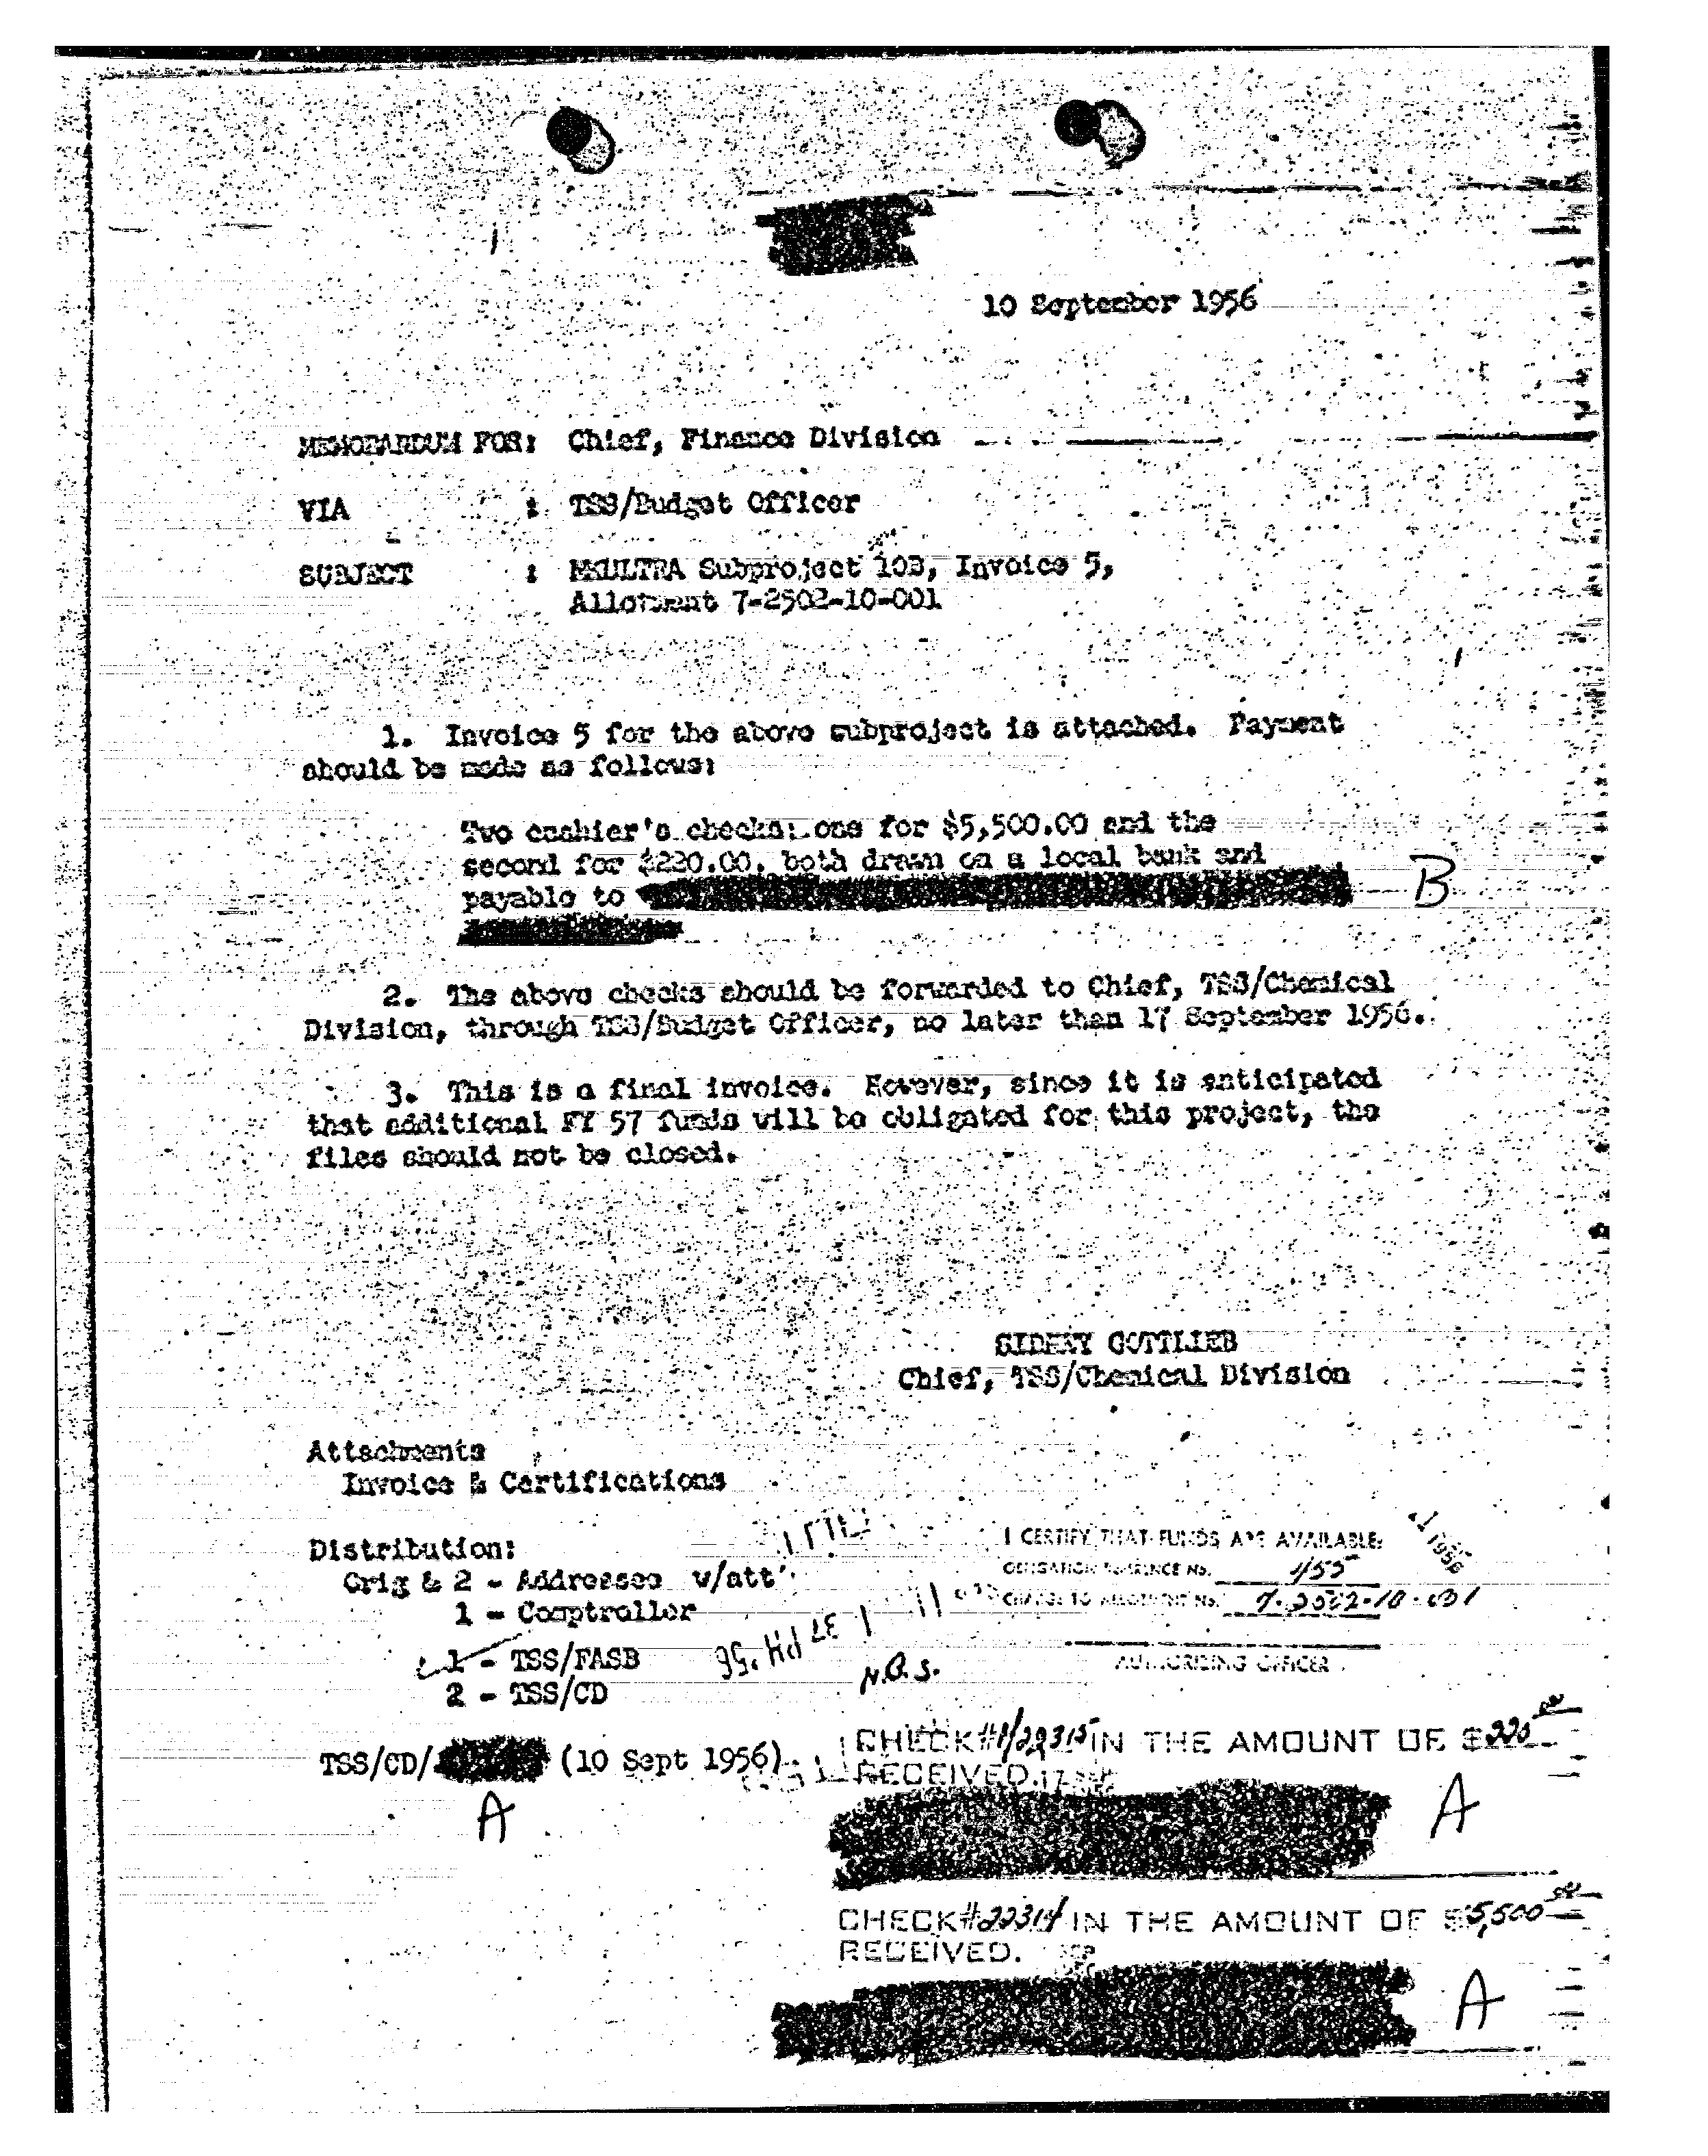 10 September 1956
MEMORANDUM FOR: Chief, Finance Division
VIA : TSS/Budget Officer
SUBJECT : MKULTRA Subproject 10B, Invoice 5,
Allotment 7-2502-10-001
1. Invoice 5 for the above subproject is attached. Payment
should be made as follows:
Two cashier's checks: one for $5,500.00 and the
second for $220.00, both drawn on a local bank and
payable to
B
2. The above checks should be forwarded to Chief, TSS/Chemical
Division, through TSS/Budget Officer, no later than 17 September 1956.
3. This is a final invoice. However, since it is anticipated
that additional FY 57 funds will be obligated for this project, the
files should not be closed.
SIDNEY GOTTLIEB
Chief, TSS/Chemical Division
Attachments
Invoice & Certifications
Distribution:
Orig & 2 - Addressee w/att'
1 - Comptroller
1 - TSS/FASB
2 - TSS/CD
TSS/CD/ (10 Sept 1956)
A
1 37 PM '56
I CERTIFY THAT FUNDS ARE AVAILABLE:
OBLIGATION REFERENCE No. 155
CHARGE TO ALLOTMENT No. 7-2502-10-001
1956
AUTHORIZING OFFICER
CHECK# IN THE AMOUNT OF $220
RECEIVED.
A
CHECK#22314 IN THE AMOUNT OF $5,500
RECEIVED.
A